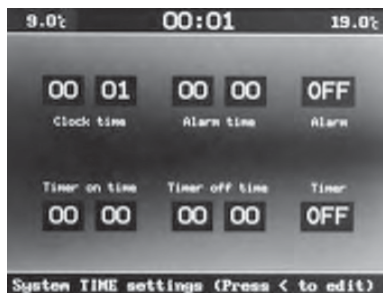 9.0℃ 00:01 19.0℃
00 01 00 00 OFF
Clock time Alarm time Alarm
Timer on time Timer off time Timer
00 00 00 00 OFF
System TIME settings (Press < to edit)